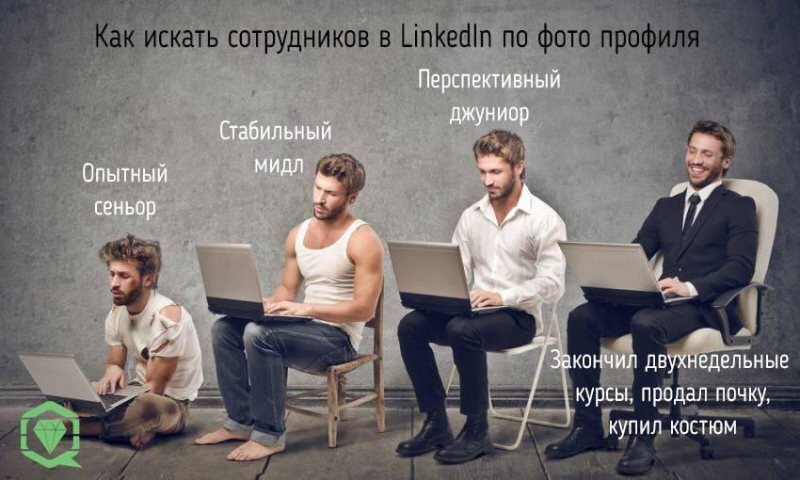 Как искать сотрудников в LinkedIn по фото профиля
Перспективный
джуниор
Стабильный
мидл
Опытный
сеньор
Закончил двухнедельные
курсы, продал почку,
купил костюм